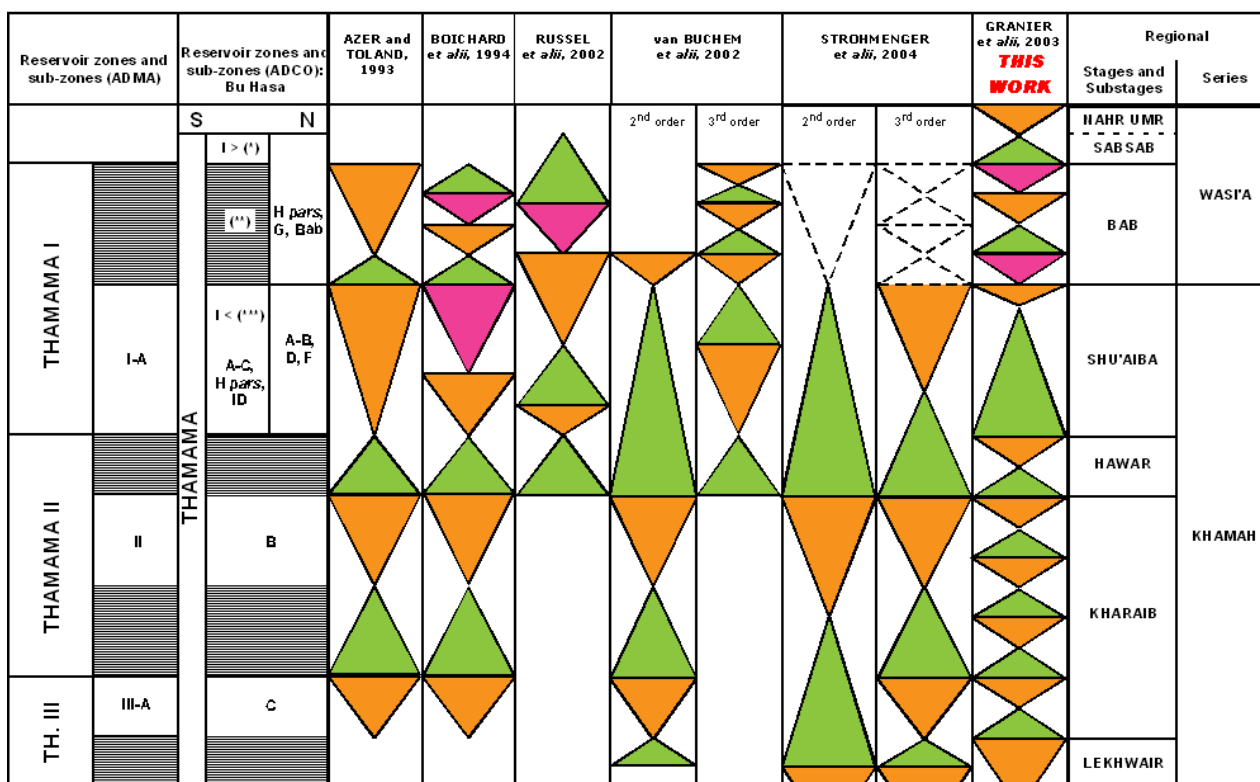 Reservoir zones and
sub-zones (ADMA)
Reservoir zones and
sub-zones (ADCO):
Bu Hasa
AZER and
TOLAND,
1993
BOICHARD
et alii, 1994
RUSSEL
et alii, 2002
van BUCHEM
et alii, 2002
STROHMENGER
et alii, 2004
GRANIER
et alii, 2003
THIS
WORK
Regional
Stages and
Substages
Series
S N
2nd order
3rd order
2nd order
3rd order
I > (*)
(**)
H pars,
G, Bab
I < (***)
A-C,
H pars,
ID
A-B,
D, F
THAMAMA I
I-A
THAMAMA
THAMAMA II
II
B
TH. III
III-A
C
NAHR UMR
SABSAB
BAB
WASI'A
SHU'AIBA
HAWAR
KHARAIB
KHAMAH
LEKHWAIR